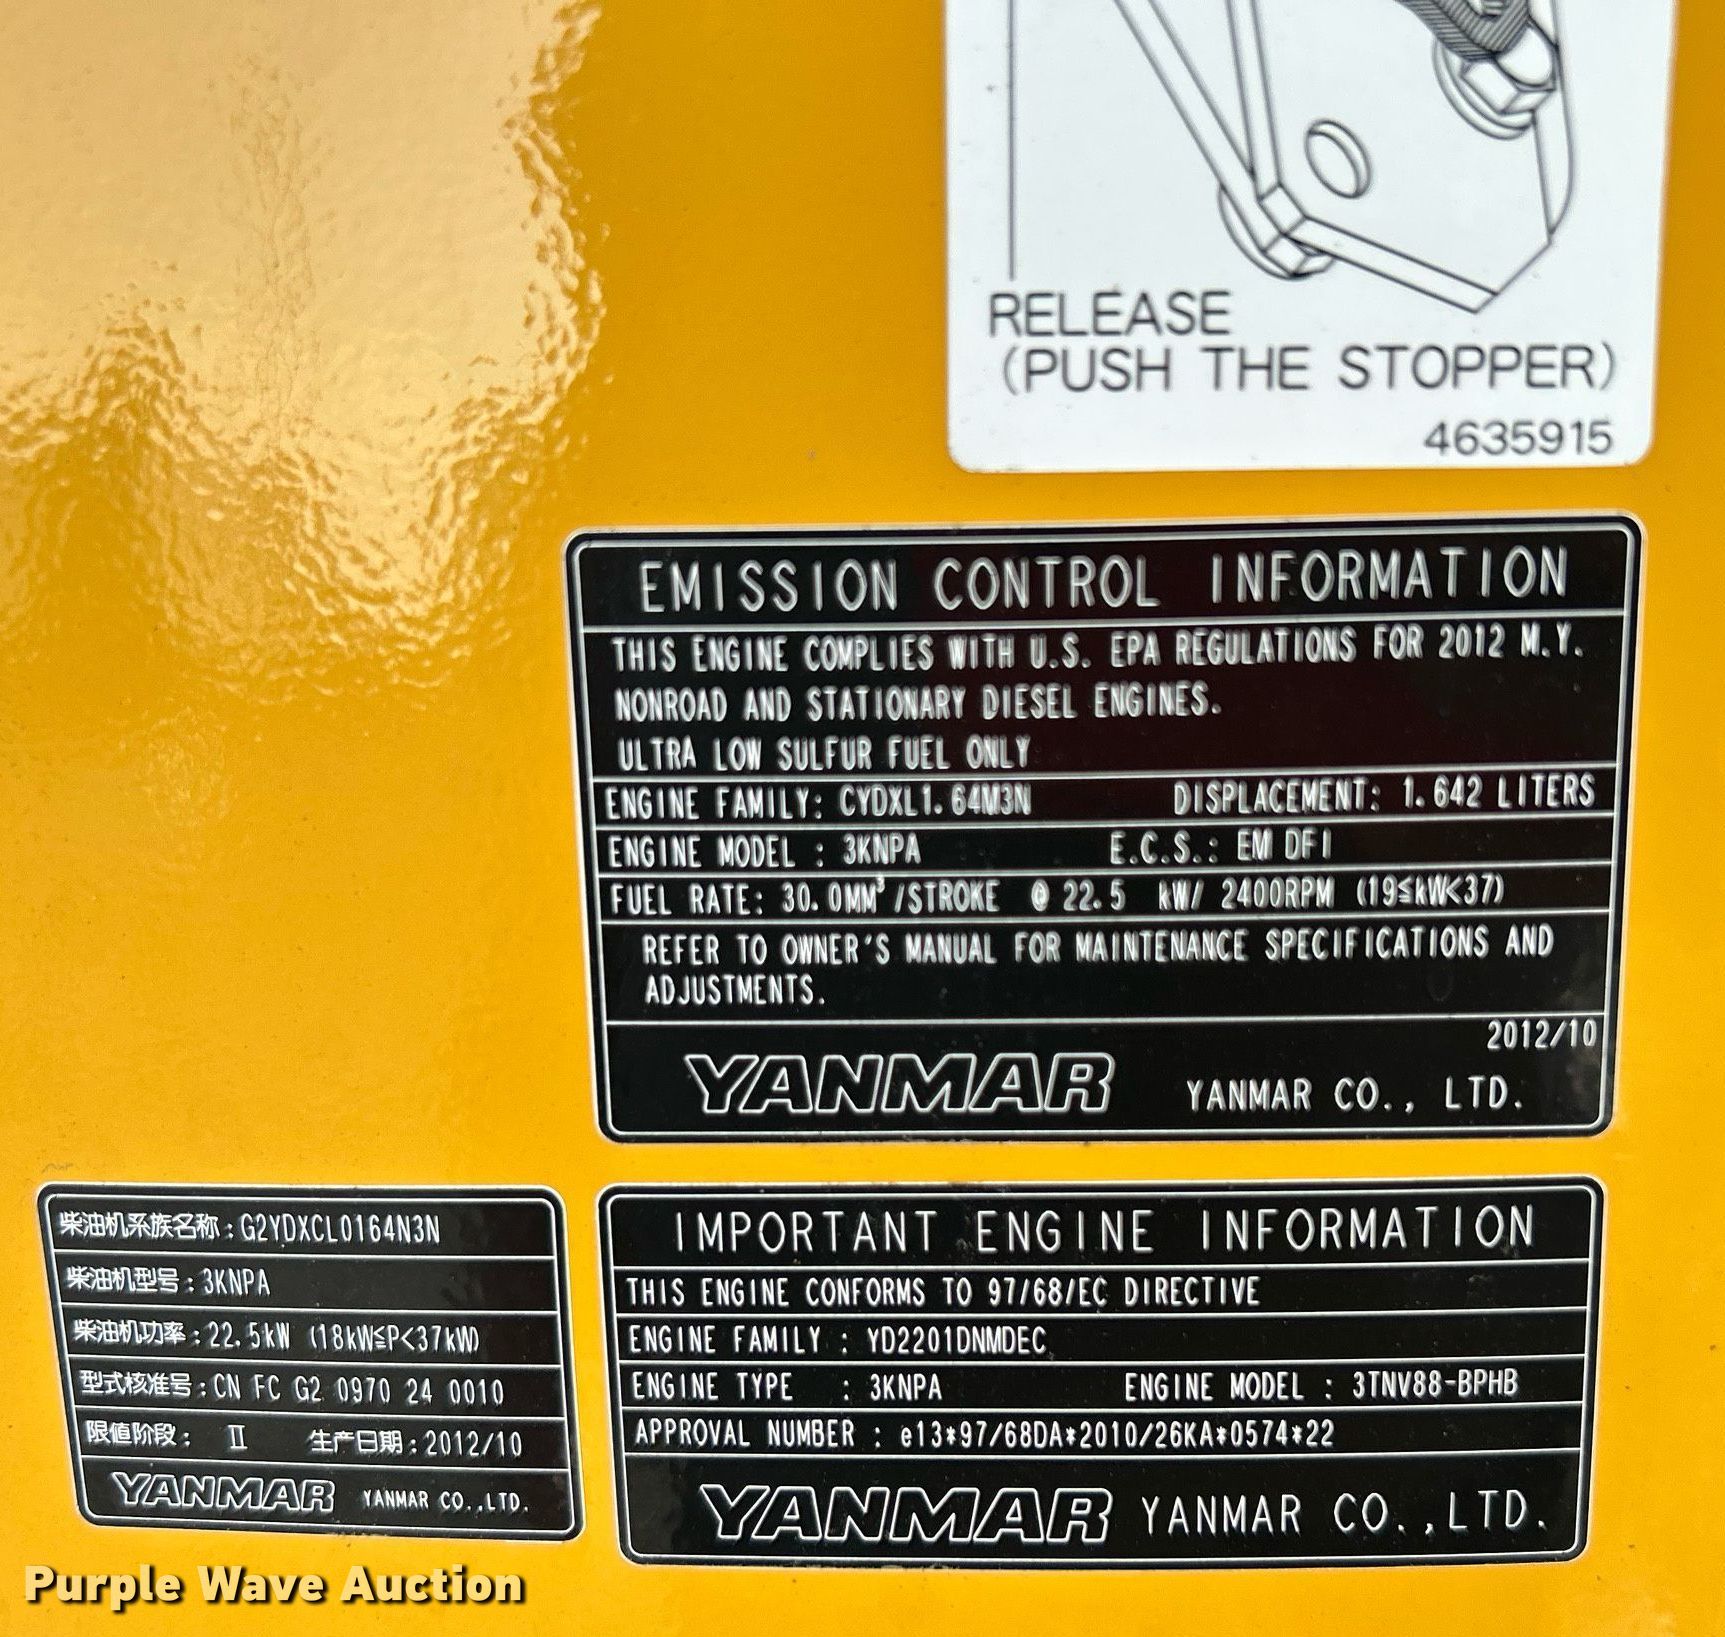 RELEASE
(PUSH THE STOPPER)
4635915
EMISSION CONTROL INFORMATION
THIS ENGINE COMPLIES WITH U.S. EPA REGULATIONS FOR 2012 M.Y.
NONROAD AND STATIONARY DIESEL ENGINES.
ULTRA LOW SULFUR FUEL ONLY
ENGINE FAMILY: CYDXL1.64M3N DISPLACEMENT: 1.642 LITERS
ENGINE MODEL : 3KNPA E.C.S.: EM DFI
FUEL RATE: 30.0MM³/STROKE @ 22.5 kW/ 2400RPM (19≦kW<37)
REFER TO OWNER'S MANUAL FOR MAINTENANCE SPECIFICATIONS AND
ADJUSTMENTS.
2012/10
YANMAR YANMAR CO., LTD.
柴油机系族名称:G2YDXCL0164N3N
柴油机型号:3KNPA
柴油机功率:22.5kW (18kW≦P<37kW)
型式核准号:CN FC G2 0970 24 0010
限值阶段: Ⅱ 生产日期:2012/10
YANMAR YANMAR CO.,LTD.
IMPORTANT ENGINE INFORMATION
THIS ENGINE CONFORMS TO 97/68/EC DIRECTIVE
ENGINE FAMILY : YD2201DNMDEC
ENGINE TYPE : 3KNPA ENGINE MODEL : 3TNV88-BPHB
APPROVAL NUMBER : e13*97/68DA*2010/26KA*0574*22
YANMAR YANMAR CO.,LTD.
Purple Wave Auction